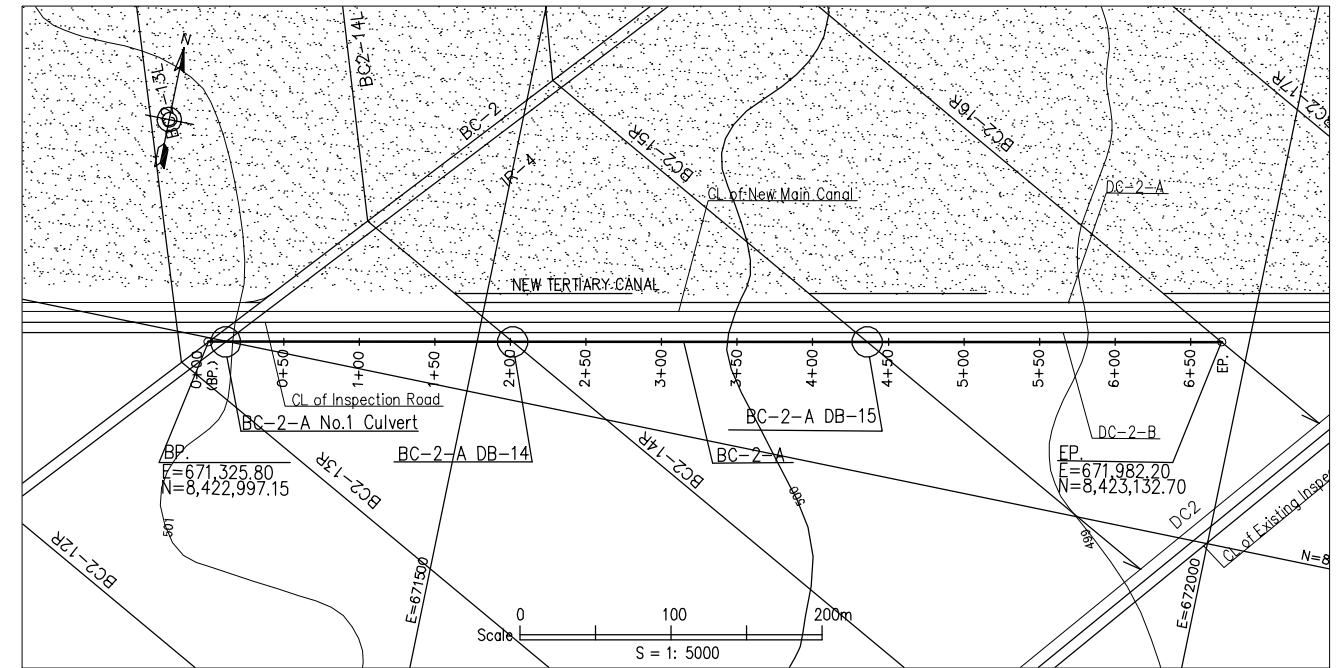 N
BC2-14L
BC-2
IR-4
BC2-15R
BC2-16R
BC2-17R
CL of New Main Canal
DC-2-A
NEW TERTIARY CANAL
0+00
(BP.)
0+50
1+00
1+50
2+00
2+50
3+00
3+50
4+00
4+50
5+00
5+50
6+00
6+50
EP.
CL of Inspection Road
BC-2-A No.1 Culvert
BC-2-A DB-14
BC-2-A DB-15
BC-2-A
DC-2-B
BP.
E=671,325.80
N=8,422,997.15
EP.
E=671,982.20
N=8,423,132.70
BC2-13R
BC2-14R
BC2-12R
501
500
499
DC2
CL of Existing Inspe
N=8
E=671500
E=672000
0 100 200m
Scale
S = 1: 5000